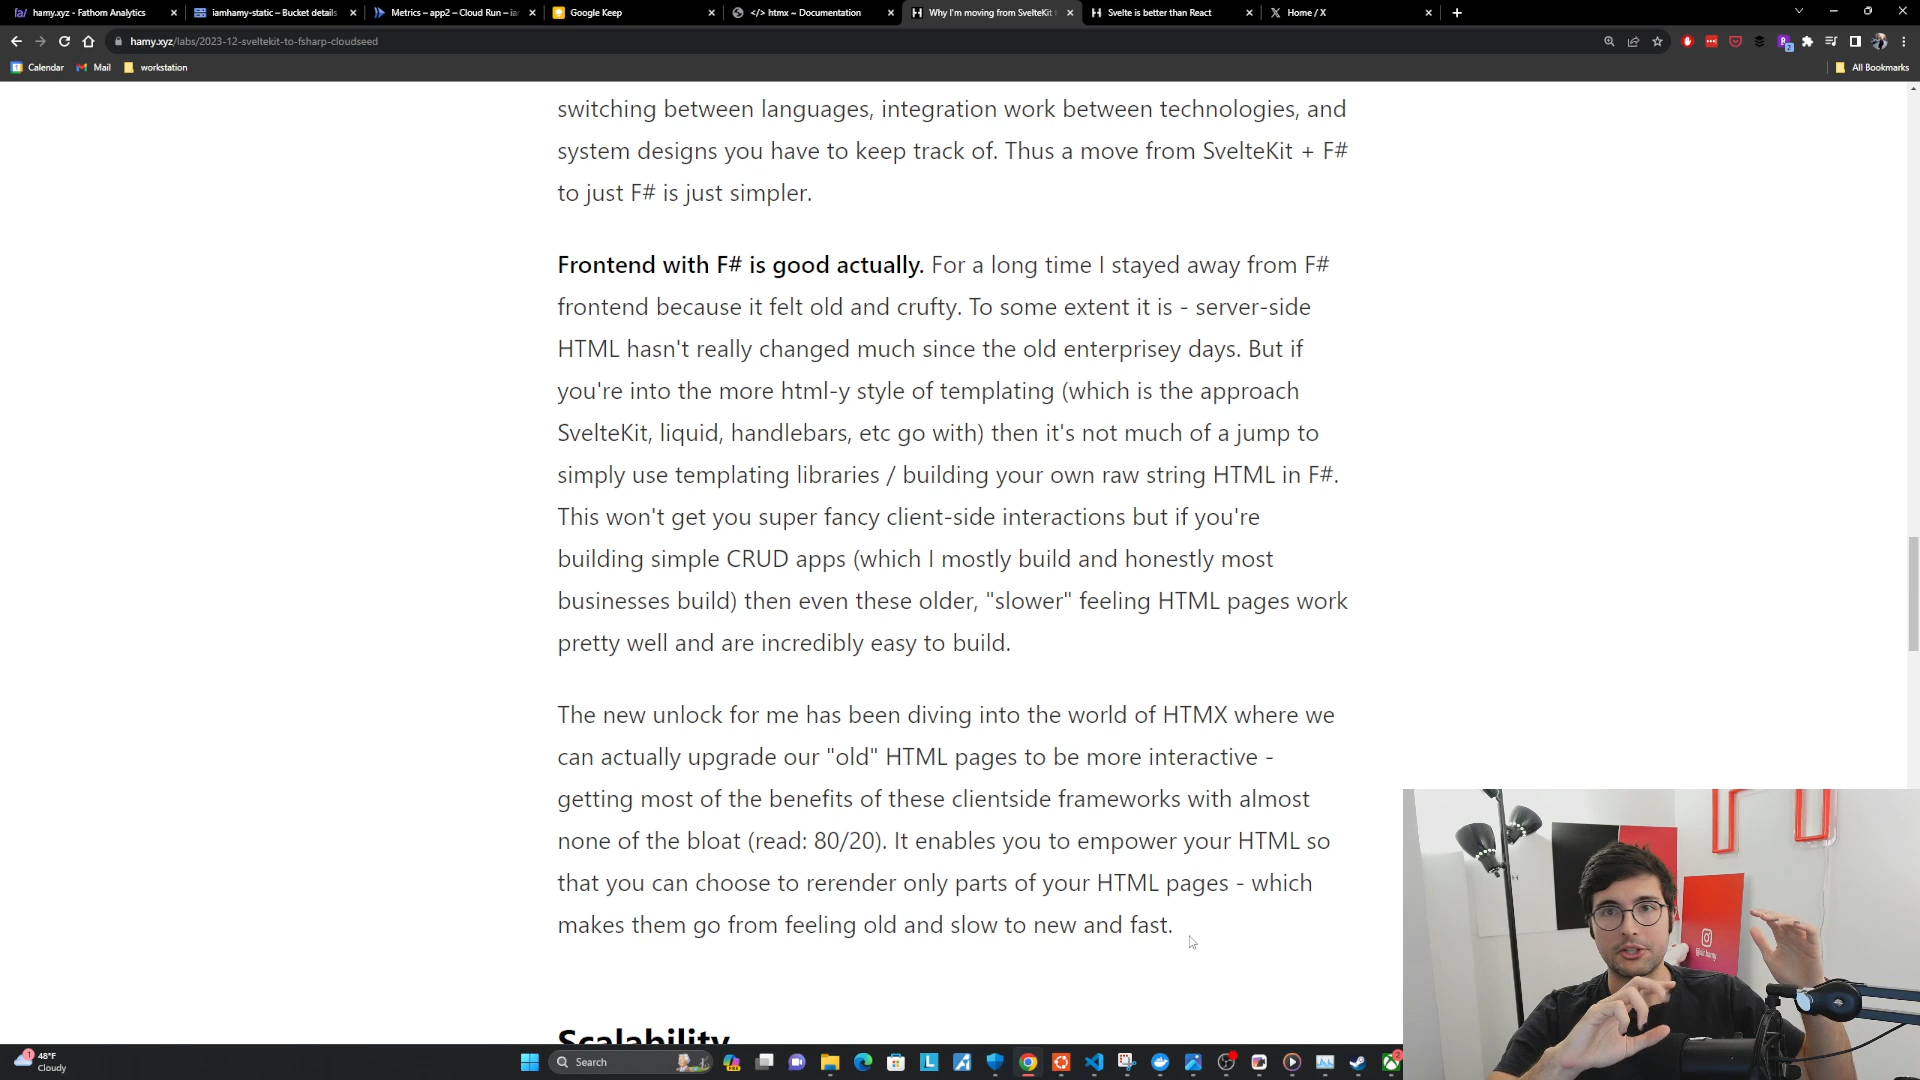 hamy.xyz - Fathom Analytics
iamhamy-static – Bucket details
Metrics – app2 – Cloud Run – ia
Google Keep
</> htmx ~ Documentation
Why I'm moving from SvelteKit
Svelte is better than React
Home / X
hamy.xyz/labs/2023-12-sveltekit-to-fsharp-cloudseed
Calendar
Mail
workstation
All Bookmarks
switching between languages, integration work between technologies, and
system designs you have to keep track of. Thus a move from SvelteKit + F#
to just F# is just simpler.
Frontend with F# is good actually. For a long time I stayed away from F#
frontend because it felt old and crufty. To some extent it is - server-side
HTML hasn't really changed much since the old enterprisey days. But if
you're into the more html-y style of templating (which is the approach
SvelteKit, liquid, handlebars, etc go with) then it's not much of a jump to
simply use templating libraries / building your own raw string HTML in F#.
This won't get you super fancy client-side interactions but if you're
building simple CRUD apps (which I mostly build and honestly most
businesses build) then even these older, "slower" feeling HTML pages work
pretty well and are incredibly easy to build.
The new unlock for me has been diving into the world of HTMX where we
can actually upgrade our "old" HTML pages to be more interactive -
getting most of the benefits of these clientside frameworks with almost
none of the bloat (read: 80/20). It enables you to empower your HTML so
that you can choose to rerender only parts of your HTML pages - which
makes them go from feeling old and slow to new and fast.
Scalability
48°F
Cloudy
Search